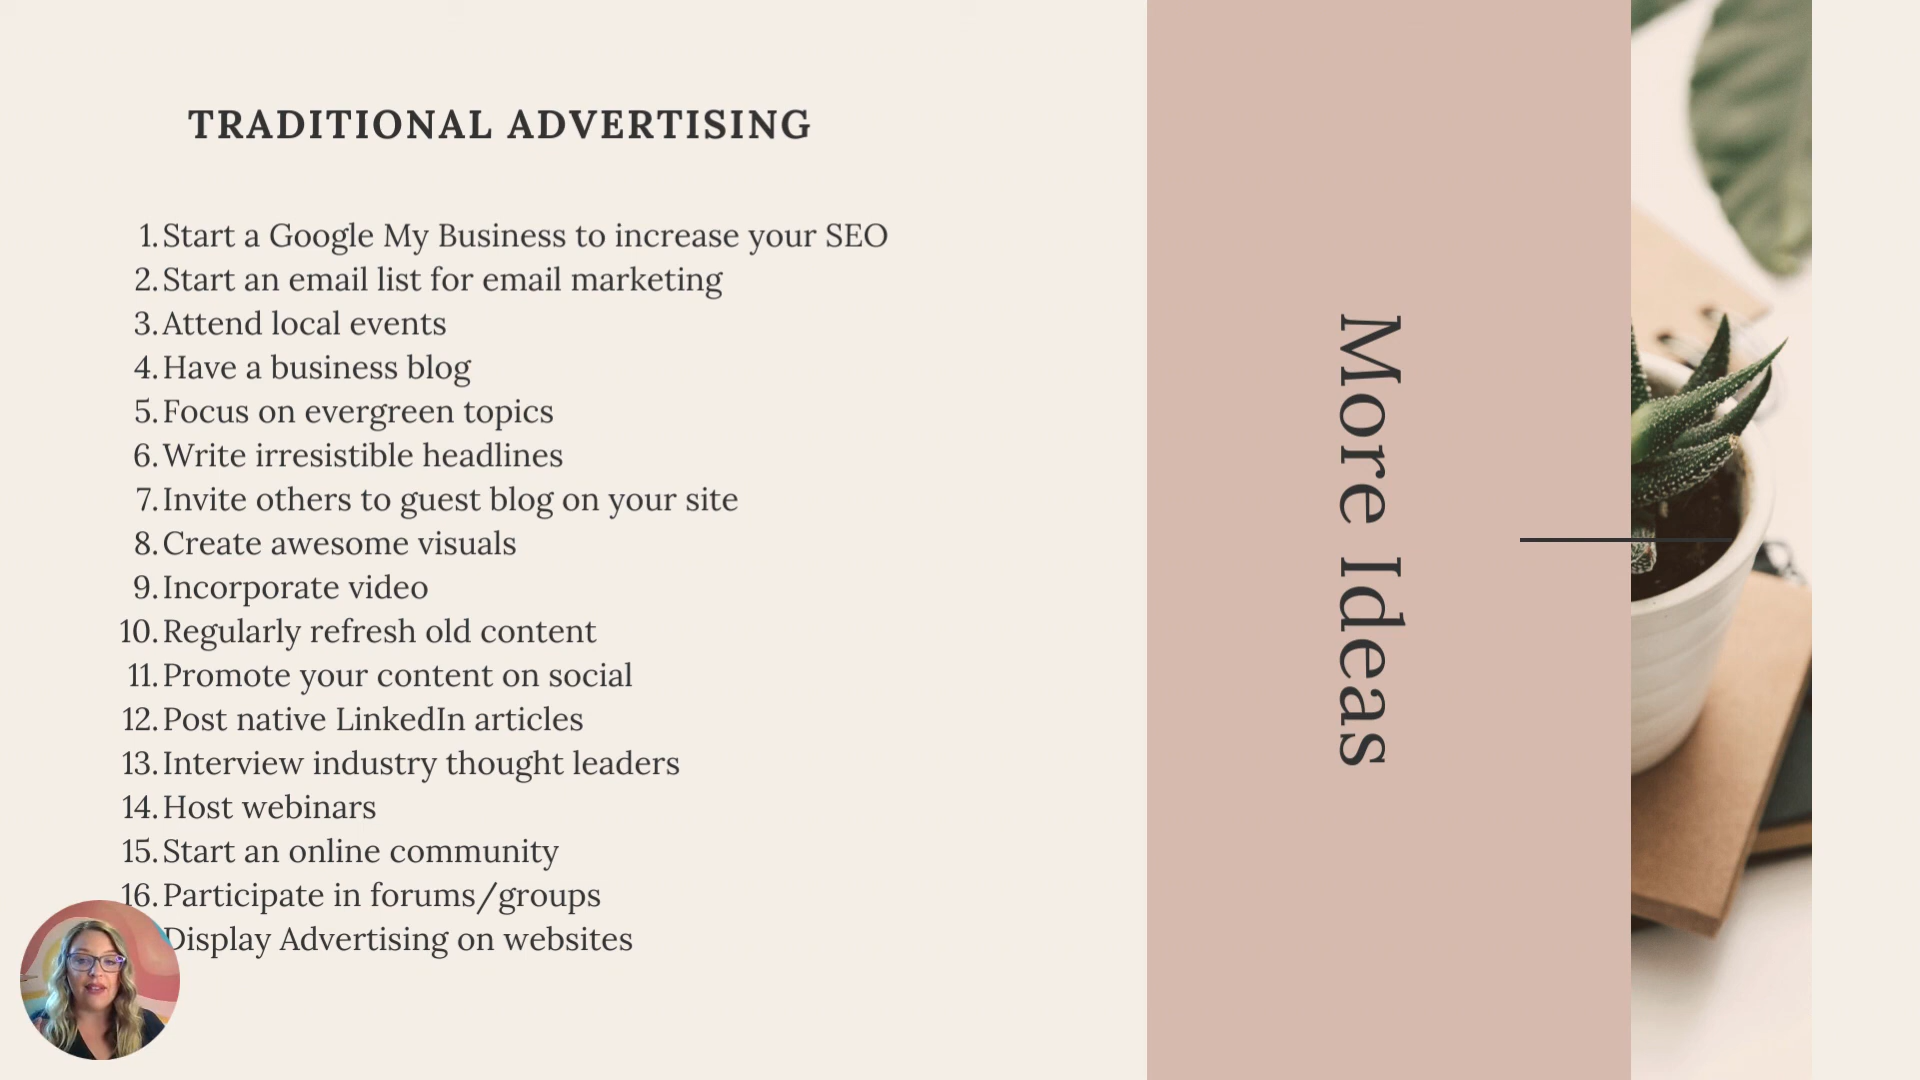 TRADITIONAL ADVERTISING
1. Start a Google My Business to increase your SEO
2. Start an email list for email marketing
3. Attend local events
4. Have a business blog
5. Focus on evergreen topics
6. Write irresistible headlines
7. Invite others to guest blog on your site
8. Create awesome visuals
9. Incorporate video
10. Regularly refresh old content
11. Promote your content on social
12. Post native LinkedIn articles
13. Interview industry thought leaders
14. Host webinars
15. Start an online community
16. Participate in forums/groups
Display Advertising on websites
More Ideas